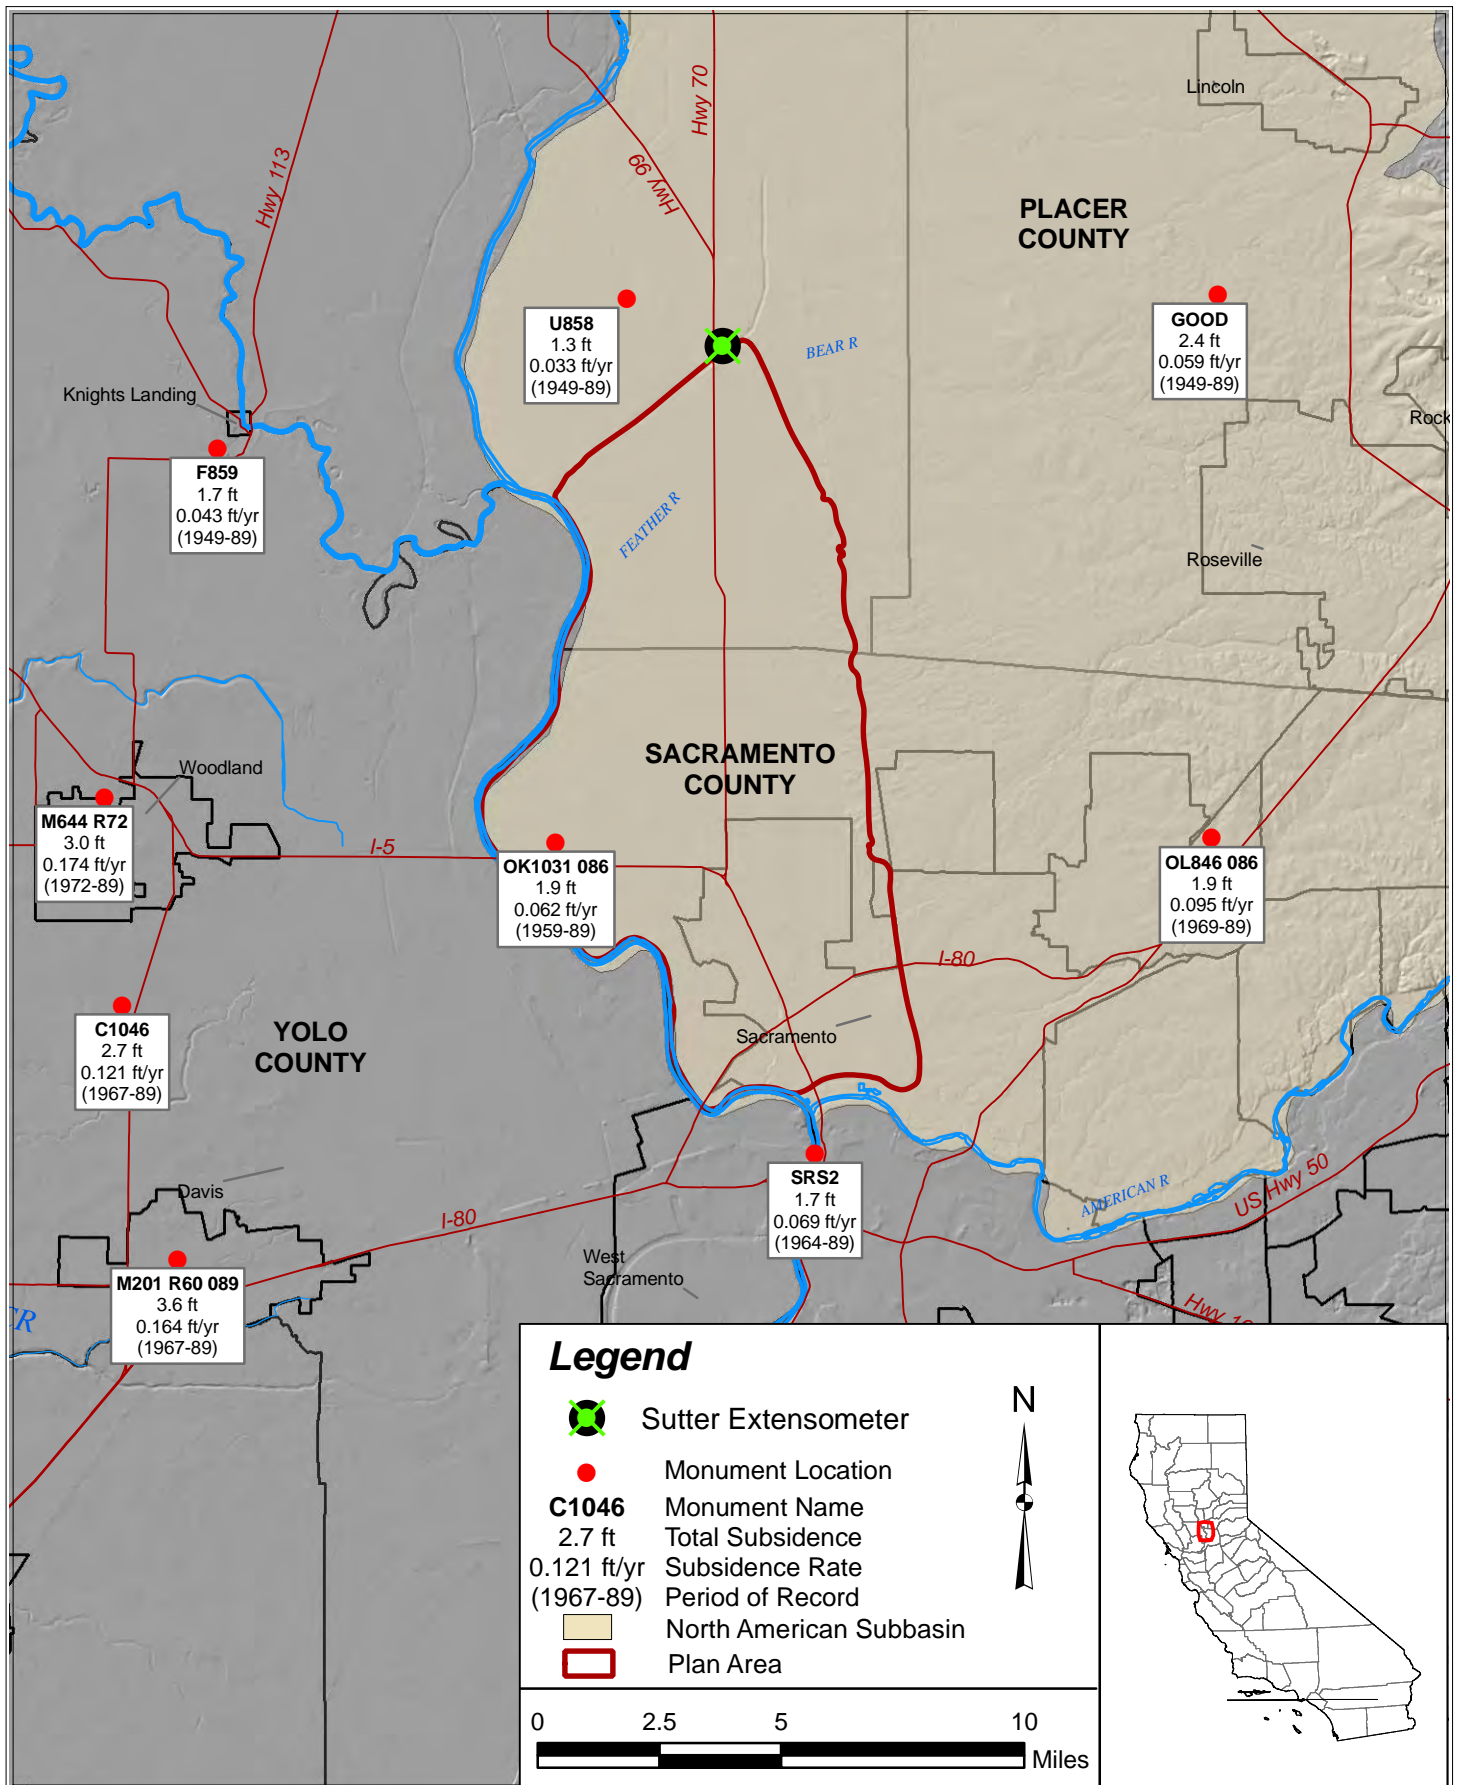 Hwy 70
Hwy 99
Hwy 113
Lincoln
PLACER
COUNTY
U858
1.3 ft
0.033 ft/yr
(1949-89)
GOOD
2.4 ft
0.059 ft/yr
(1949-89)
BEAR R
Knights Landing
Rock
F859
1.7 ft
0.043 ft/yr
(1949-89)
FEATHER R
Roseville
SACRAMENTO
COUNTY
Woodland
M644 R72
3.0 ft
0.174 ft/yr
(1972-89)
I-5
OK1031 086
1.9 ft
0.062 ft/yr
(1959-89)
OL846 086
1.9 ft
0.095 ft/yr
(1969-89)
I-80
C1046
2.7 ft
0.121 ft/yr
(1967-89)
YOLO
COUNTY
Sacramento
Davis
I-80
SRS2
1.7 ft
0.069 ft/yr
(1964-89)
AMERICAN R
US Hwy 50
West
Sacramento
M201 R60 089
3.6 ft
0.164 ft/yr
(1967-89)
ER
Hwy
Legend
Sutter Extensometer
Monument Location
C1046 Monument Name
2.7 ft Total Subsidence
0.121 ft/yr Subsidence Rate
(1967-89) Period of Record
North American Subbasin
Plan Area
N
0 2.5 5 10
Miles